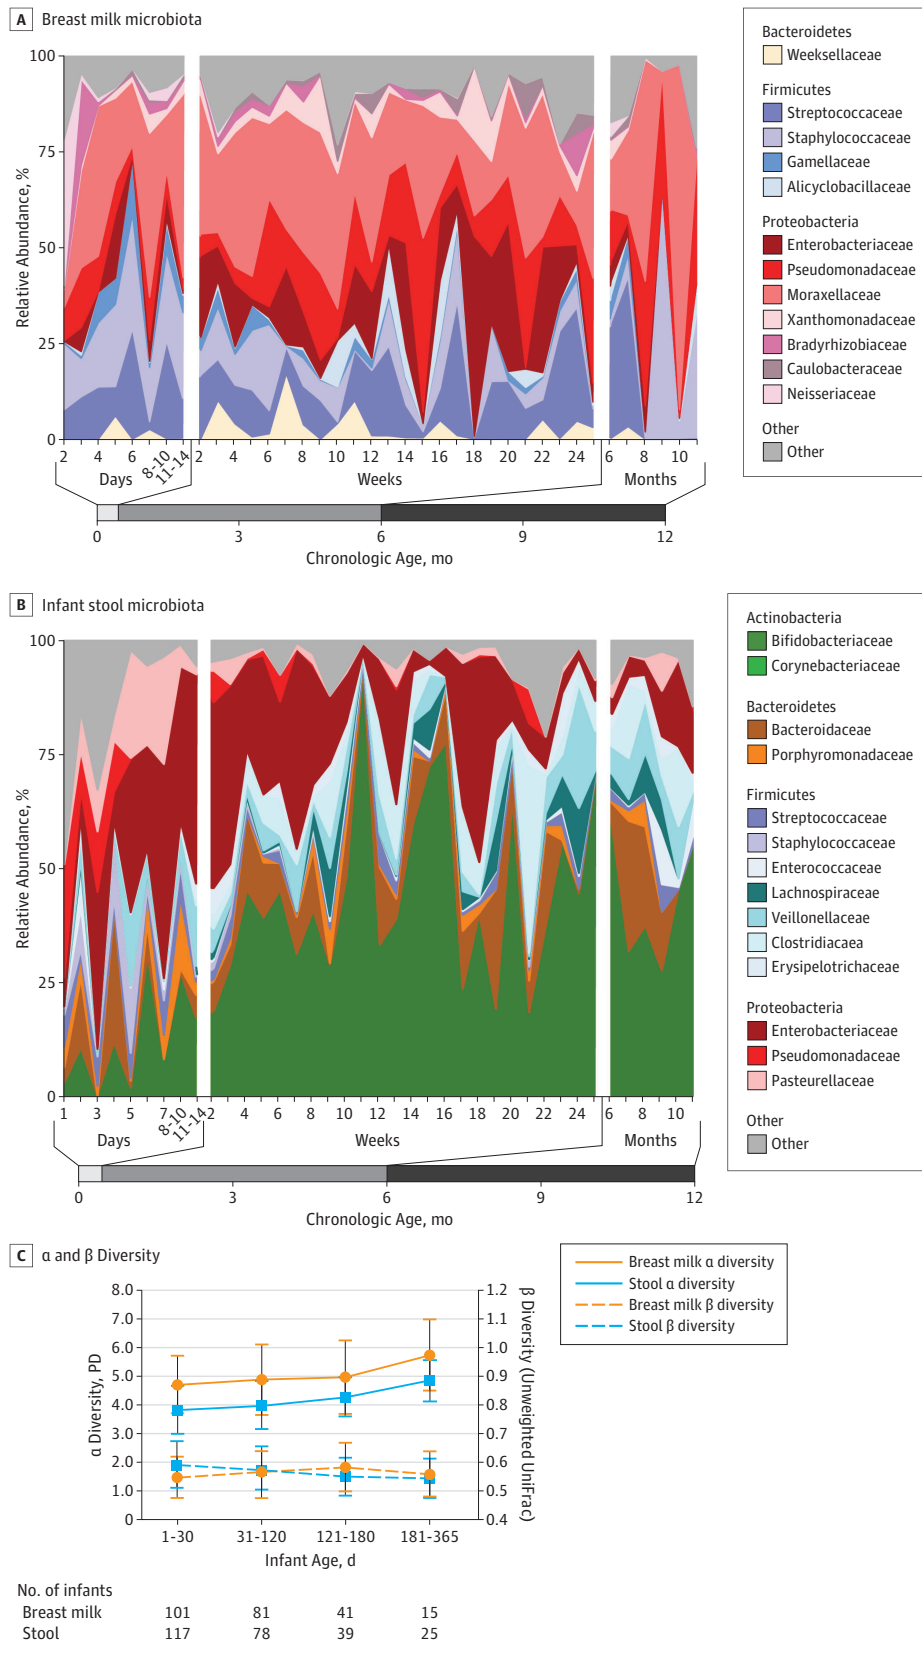 A Breast milk microbiota
100
75
50
25
0
Relative Abundance, %
2 4 6 8-10 11-14 2 4 6 8 10 12 14 16 18 20 22 24 6 8 10
Days Weeks Months
0 3 6 9 12
Chronologic Age, mo
Bacteroidetes
Weeksellaceae
Firmicutes
Streptococcaceae
Staphylococcaceae
Gamellaceae
Alicyclobacillaceae
Proteobacteria
Enterobacteriaceae
Pseudomonadaceae
Moraxellaceae
Xanthomonadaceae
Bradyrhizobiaceae
Caulobacteraceae
Neisseriaceae
Other
Other
B Infant stool microbiota
100
75
50
25
0
Relative Abundance, %
1 3 5 7 8-10 11-14 2 4 6 8 10 12 14 16 18 20 22 24 6 8 10
Days Weeks Months
0 3 6 9 12
Chronologic Age, mo
Actinobacteria
Bifidobacteriaceae
Corynebacteriaceae
Bacteroidetes
Bacteroidaceae
Porphyromonadaceae
Firmicutes
Streptococcaceae
Staphylococcaceae
Enterococcaceae
Lachnospiraceae
Veillonellaceae
Clostridiacaea
Erysipelotrichaceae
Proteobacteria
Enterobacteriaceae
Pseudomonadaceae
Pasteurellaceae
Other
Other
C α and β Diversity
8.0
7.0
6.0
5.0
4.0
3.0
2.0
1.0
0
α Diversity, PD
1.2
1.1
1.0
0.9
0.8
0.7
0.6
0.5
0.4
β Diversity (Unweighted UniFrac)
1-30 31-120 121-180 181-365
Infant Age, d
Breast milk α diversity
Stool α diversity
Breast milk β diversity
Stool β diversity
No. of infants
Breast milk 101 81 41 15
Stool 117 78 39 25